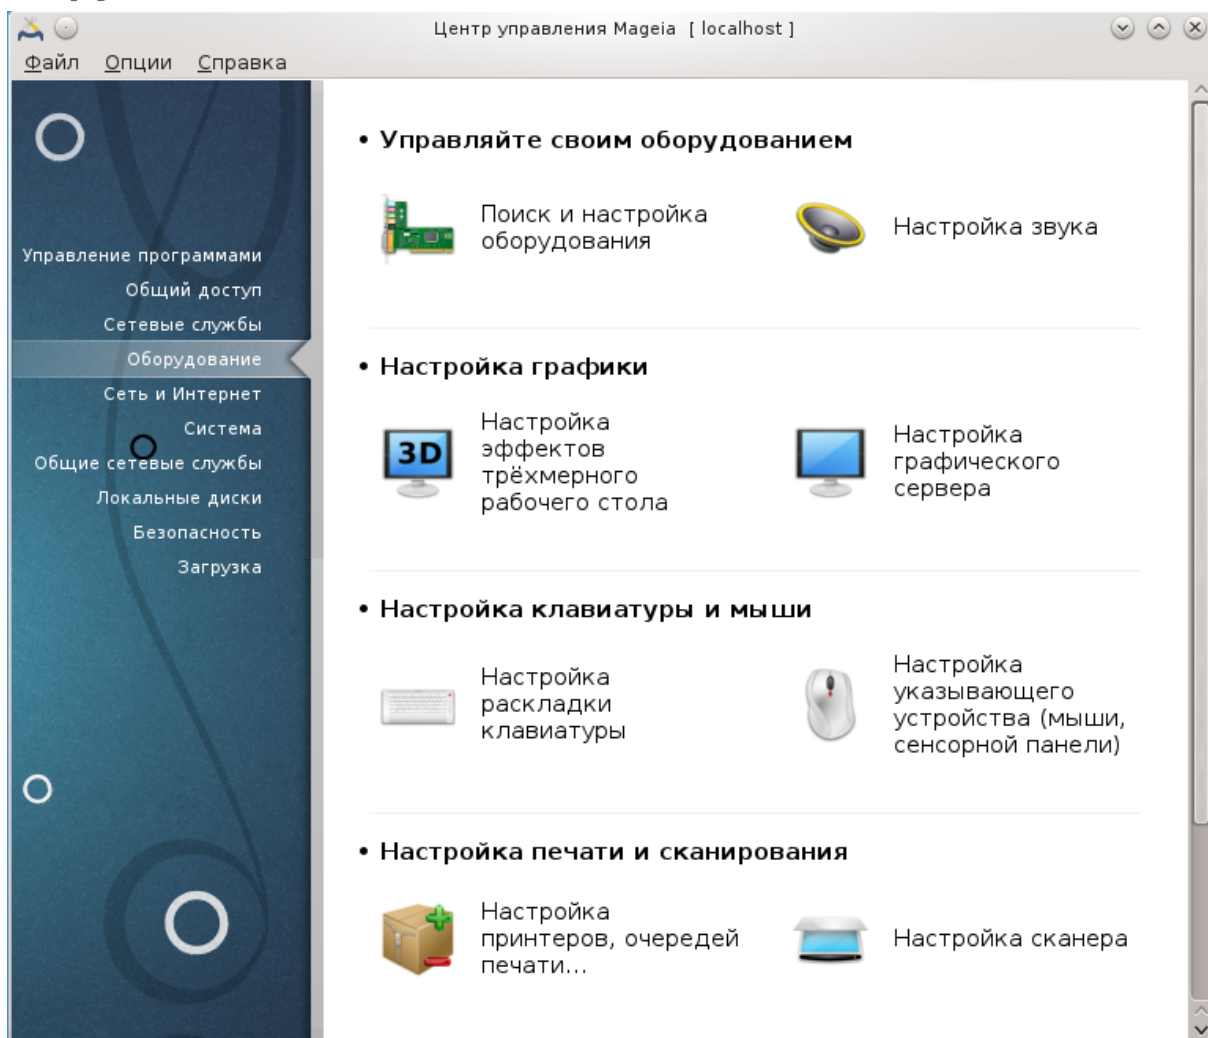 Центр управления Mageia [ localhost ]
Файл Опции Справка
Управление программами
Общий доступ
Сетевые службы
Оборудование
Сеть и Интернет
Система
Общие сетевые службы
Локальные диски
Безопасность
Загрузка
• Управляйте своим оборудованием
Поиск и настройка
оборудования
Настройка звука
• Настройка графики
3D
Настройка
эффектов
трёхмерного
рабочего стола
Настройка
графического
сервера
• Настройка клавиатуры и мыши
Настройка
раскладки
клавиатуры
Настройка
указывающего
устройства (мыши,
сенсорной панели)
• Настройка печати и сканирования
Настройка
принтеров, очередей
печати...
Настройка сканера